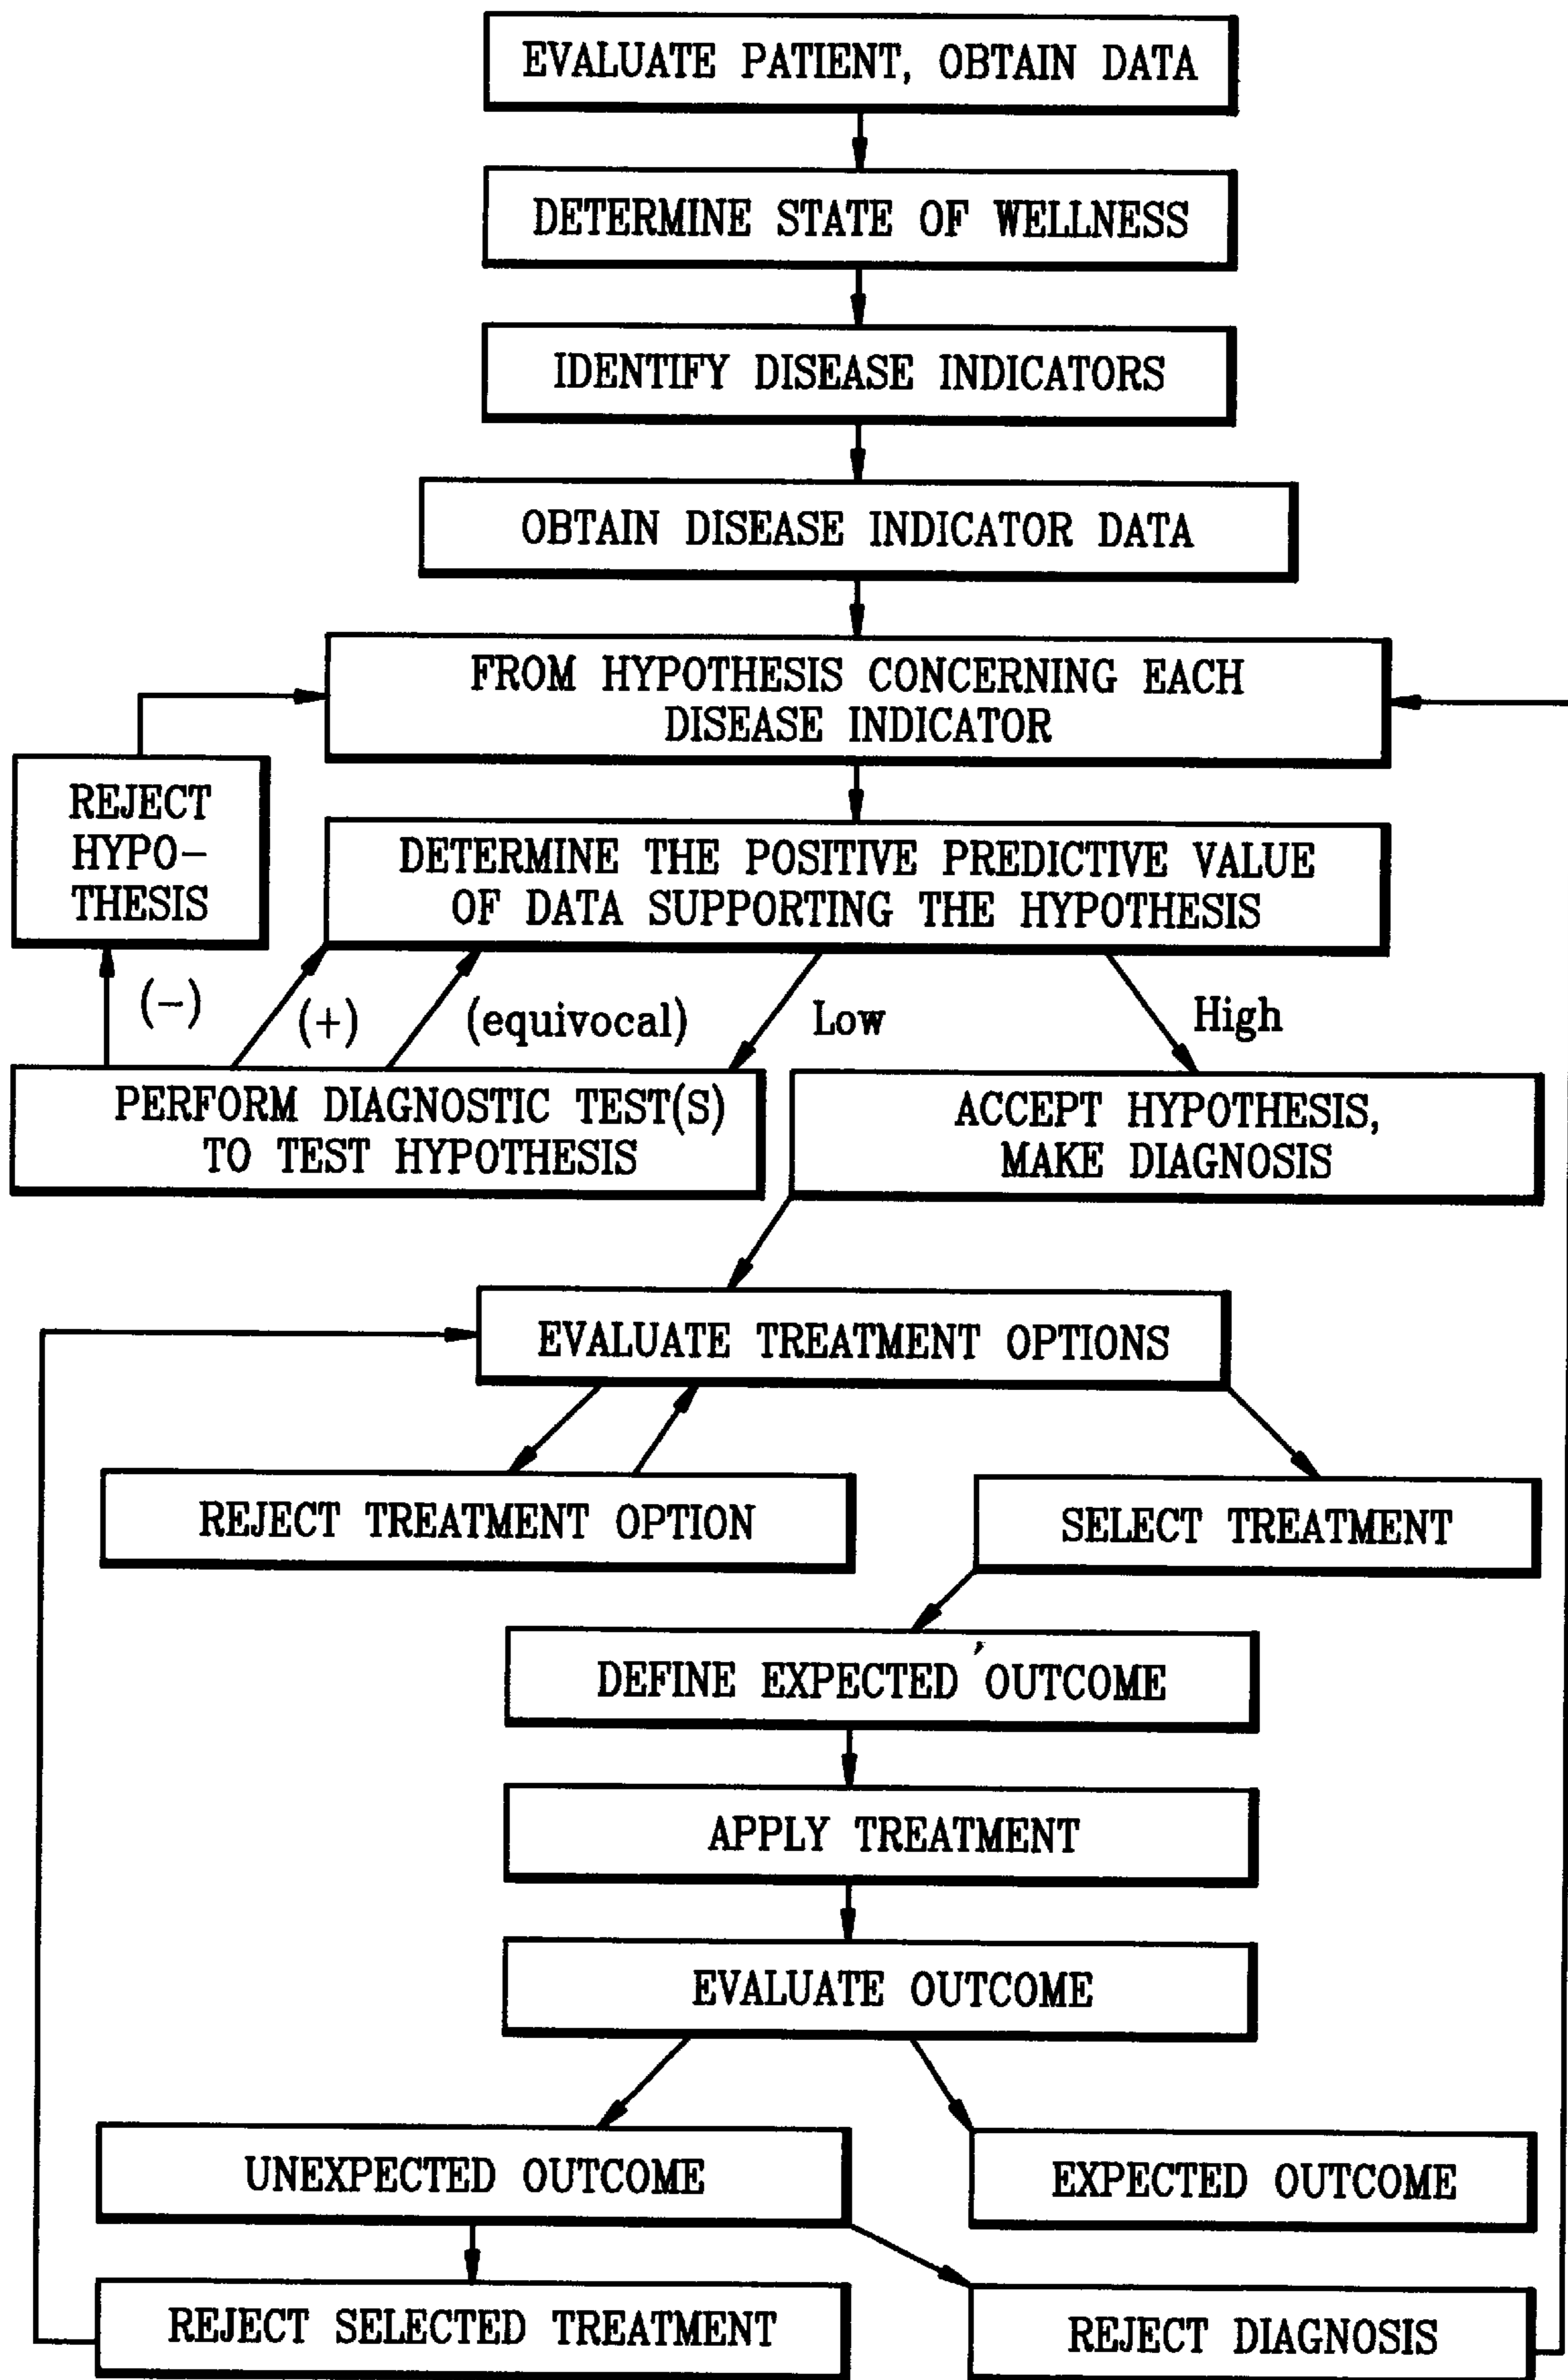 EVALUATE PATIENT, OBTAIN DATA
DETERMINE STATE OF WELLNESS
IDENTIFY DISEASE INDICATORS
OBTAIN DISEASE INDICATOR DATA
FROM HYPOTHESIS CONCERNING EACH
DISEASE INDICATOR
REJECT
HYPO-
THESIS
DETERMINE THE POSITIVE PREDICTIVE VALUE
OF DATA SUPPORTING THE HYPOTHESIS
(-)
(+)
(equivocal)
Low
High
PERFORM DIAGNOSTIC TEST(S)
TO TEST HYPOTHESIS
ACCEPT HYPOTHESIS,
MAKE DIAGNOSIS
EVALUATE TREATMENT OPTIONS
REJECT TREATMENT OPTION
SELECT TREATMENT
DEFINE EXPECTED OUTCOME
APPLY TREATMENT
EVALUATE OUTCOME
UNEXPECTED OUTCOME
EXPECTED OUTCOME
REJECT SELECTED TREATMENT
REJECT DIAGNOSIS